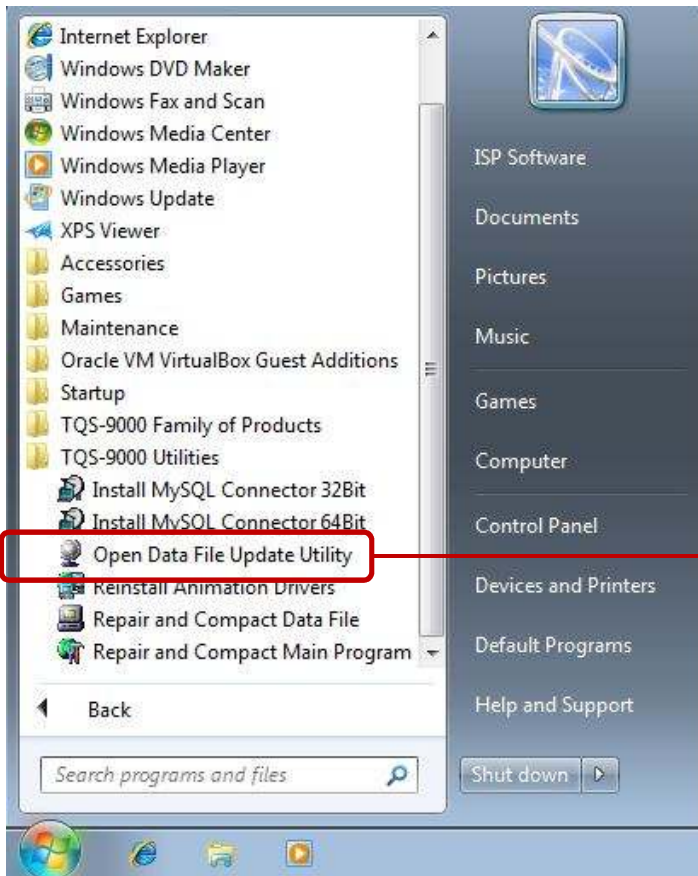 Internet Explorer
Windows DVD Maker
Windows Fax and Scan
Windows Media Center
Windows Media Player
Windows Update
XPS Viewer
Accessories
Games
Maintenance
Oracle VM VirtualBox Guest Additions
Startup
TQS-9000 Family of Products
TQS-9000 Utilities
Install MySQL Connector 32Bit
Install MySQL Connector 64Bit
Open Data File Update Utility
Reinstall Animation Drivers
Repair and Compact Data File
Repair and Compact Main Program
Back
Search programs and files
ISP Software
Documents
Pictures
Music
Games
Computer
Control Panel
Devices and Printers
Default Programs
Help and Support
Shut down